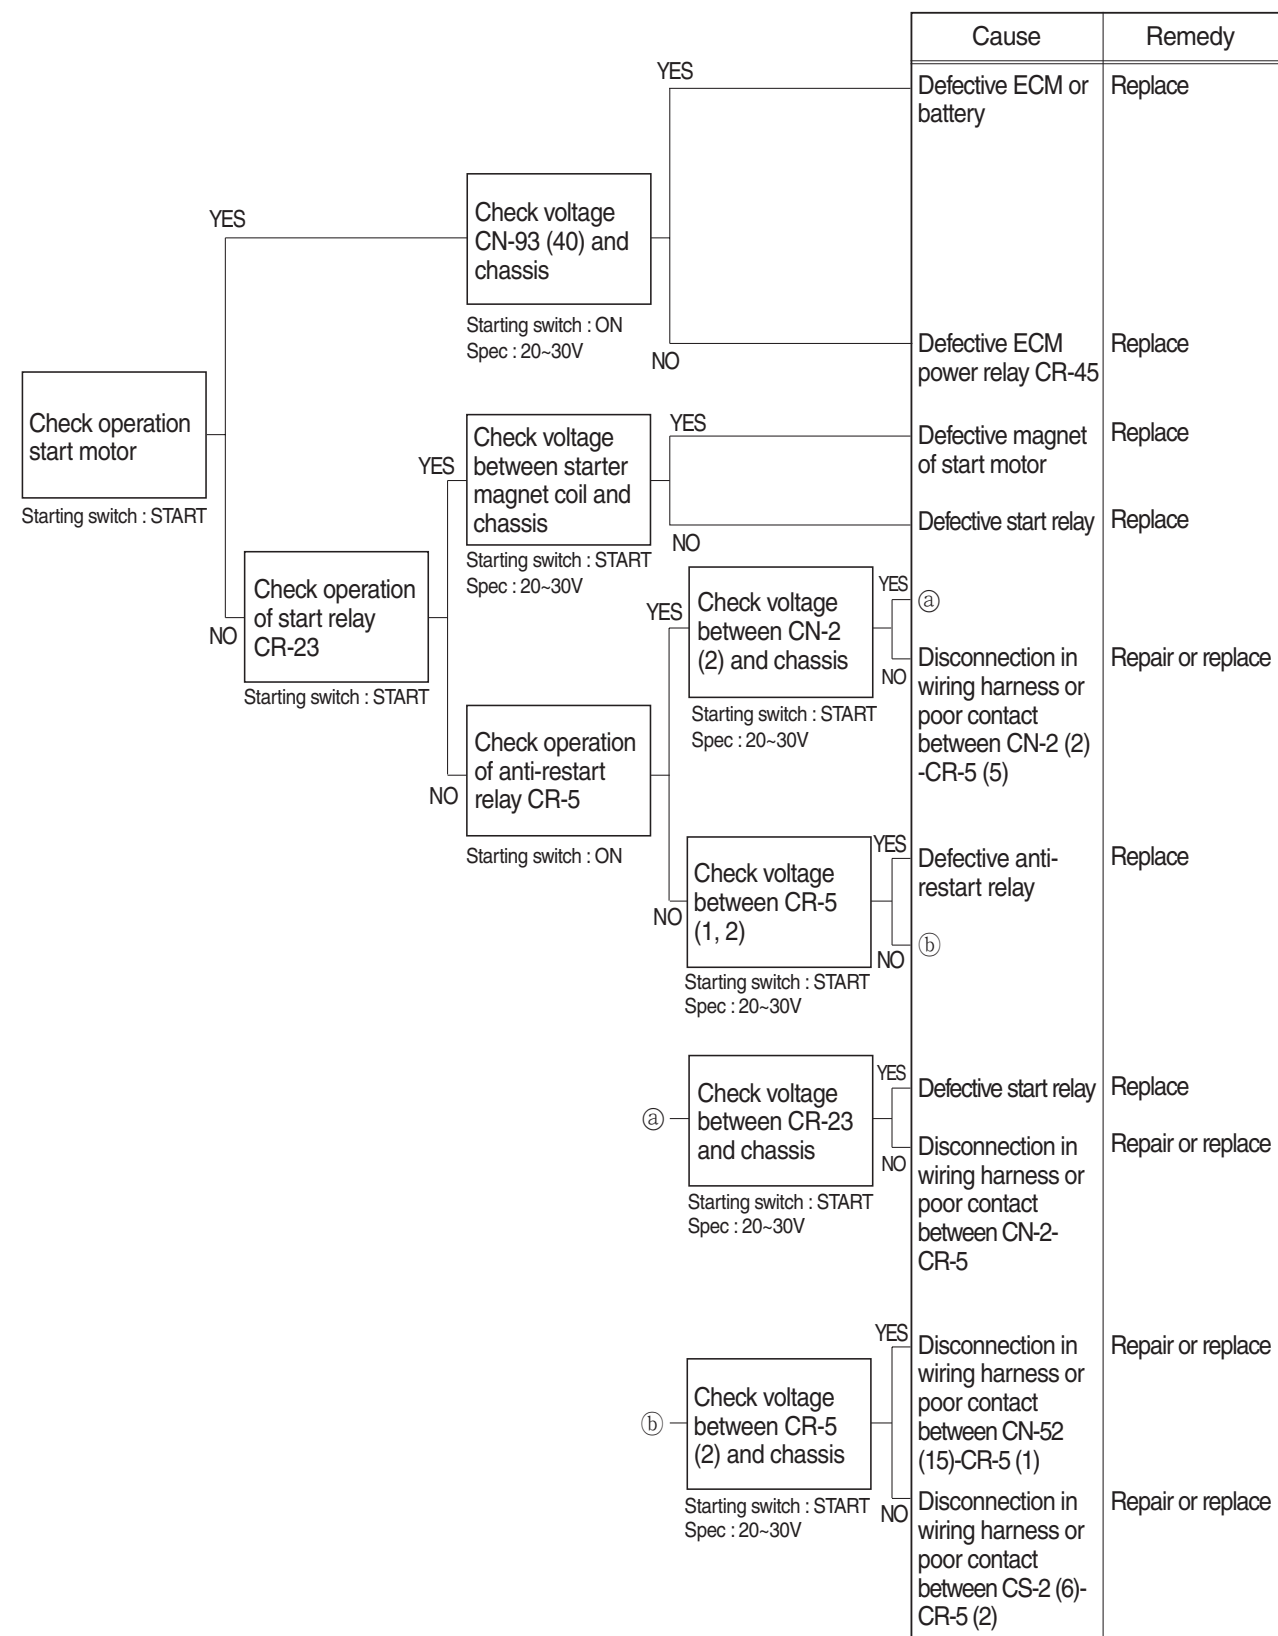 Cause
Remedy
YES
Defective ECM or
battery
Replace
YES
Check voltage
CN-93 (40) and
chassis
Starting switch : ON
Spec : 20~30V
NO
Defective ECM
power relay CR-45
Replace
Check operation
start motor
Starting switch : START
YES
Check voltage
between starter
magnet coil and
chassis
Starting switch : START
Spec : 20~30V
YES
Defective magnet
of start motor
Replace
NO
Defective start relay
Replace
NO
Check operation
of start relay
CR-23
Starting switch : START
YES
Check voltage
between CN-2
(2) and chassis
Starting switch : START
Spec : 20~30V
YES
ⓐ
NO
Disconnection in
wiring harness or
poor contact
between CN-2 (2)
-CR-5 (5)
Repair or replace
NO
Check operation
of anti-restart
relay CR-5
Starting switch : ON
NO
Check voltage
between CR-5
(1, 2)
Starting switch : START
Spec : 20~30V
YES
Defective anti-
restart relay
Replace
NO
ⓑ
ⓐ
Check voltage
between CR-23
and chassis
Starting switch : START
Spec : 20~30V
YES
Defective start relay
Replace
NO
Disconnection in
wiring harness or
poor contact
between CN-2-
CR-5
Repair or replace
ⓑ
Check voltage
between CR-5
(2) and chassis
Starting switch : START
Spec : 20~30V
YES
Disconnection in
wiring harness or
poor contact
between CN-52
(15)-CR-5 (1)
Repair or replace
NO
Disconnection in
wiring harness or
poor contact
between CS-2 (6)-
CR-5 (2)
Repair or replace